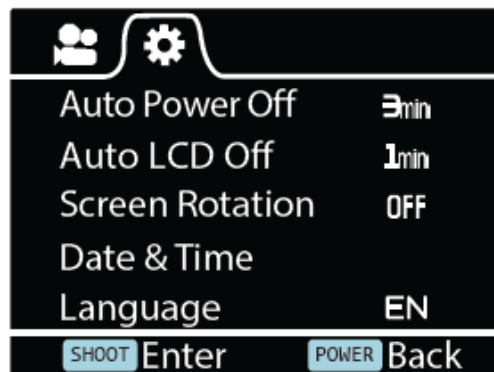 Auto Power Off 3min
Auto LCD Off 1min
Screen Rotation OFF
Date & Time
Language EN
SHOOT Enter POWER Back